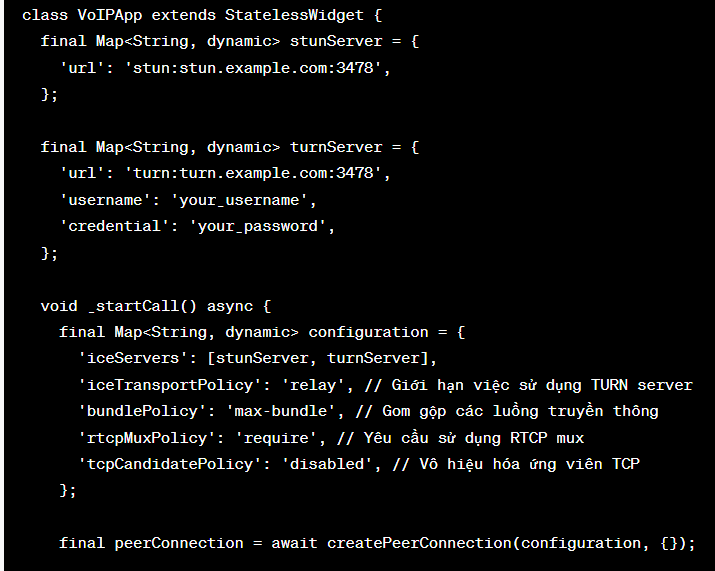 class VoIPApp extends StatelessWidget {
final Map<String, dynamic> stunServer = {
'url': 'stun:stun.example.com:3478',
};
final Map<String, dynamic> turnServer = {
'url': 'turn:turn.example.com:3478',
'username': 'your_username',
'credential': 'your_password',
};
void _startCall() async {
final Map<String, dynamic> configuration = {
'iceServers': [stunServer, turnServer],
'iceTransportPolicy': 'relay', // Giới hạn việc sử dụng TURN server
'bundlePolicy': 'max-bundle', // Gom gộp các luồng truyền thông
'rtcpMuxPolicy': 'require', // Yêu cầu sử dụng RTCP mux
'tcpCandidatePolicy': 'disabled', // Vô hiệu hóa ứng viên TCP
};
final peerConnection = await createPeerConnection(configuration, {});